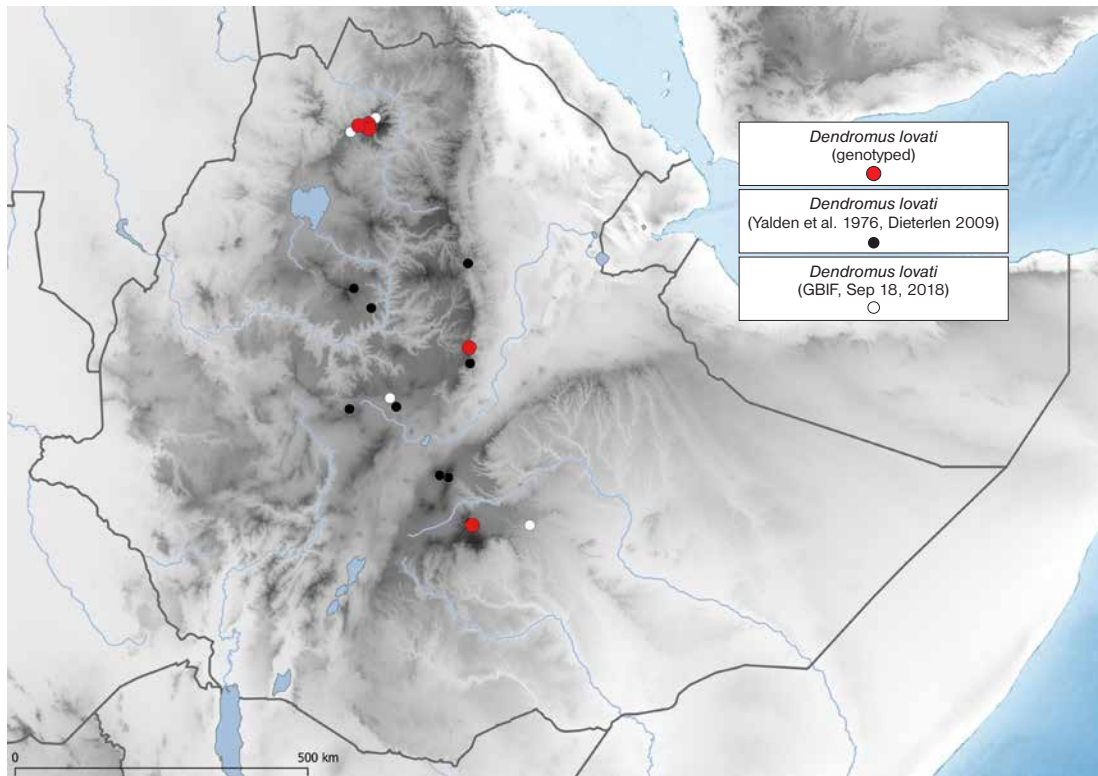 Dendromus lovati
(genotyped)
Dendromus lovati
(Yalden et al. 1976, Dieterlen 2009)
Dendromus lovati
(GBIF, Sep 18, 2018)
0
500 km